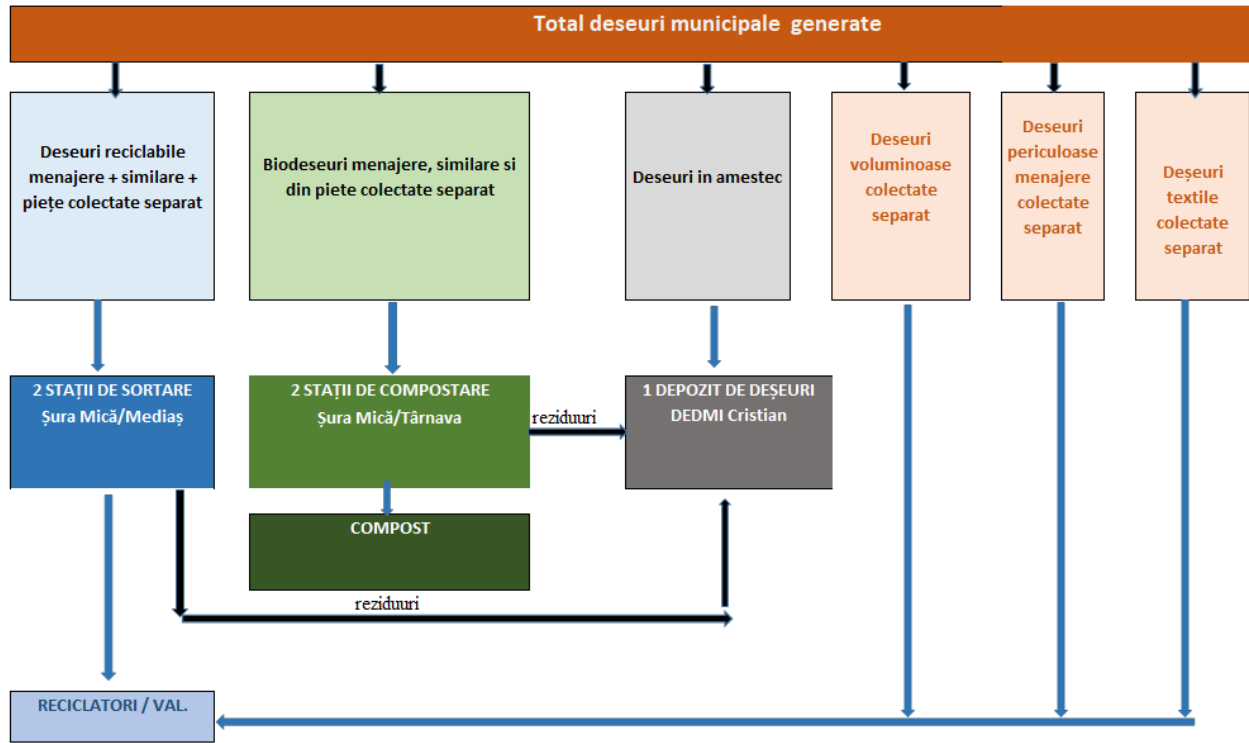 Total deseuri municipale generate
Deseuri reciclabile
menajere + similare +
piețe colectate separat
Biodeseuri menajere, similare si
din piete colectate separat
Deseuri in amestec
Deseuri
voluminoase
colectate
separat
Deseuri
periculoase
menajere
colectate
separat
Deșeuri
textile
colectate
separat
2 STAȚII DE SORTARE
Șura Mică/Mediaș
2 STAȚII DE COMPOSTARE
Șura Mică/Târnava
reziduuri
1 DEPOZIT DE DEȘEURI
DEDMI Cristian
COMPOST
reziduuri
RECICLATORI / VAL.